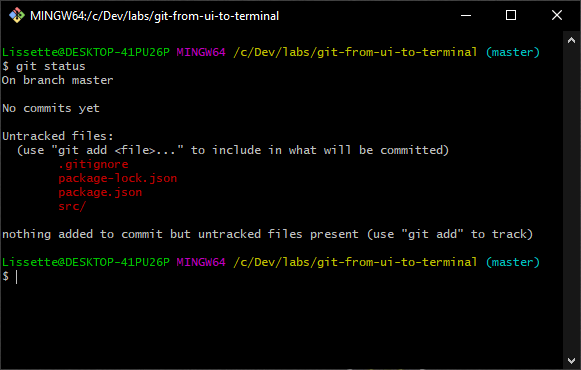 MINGW64:/c/Dev/labs/git-from-ui-to-terminal
Lissette@DESKTOP-41PU26P MINGW64 /c/Dev/labs/git-from-ui-to-terminal (master)
$ git status
On branch master
No commits yet
Untracked files:
(use "git add <file>..." to include in what will be committed)
.gitignore
package-lock.json
package.json
src/
nothing added to commit but untracked files present (use "git add" to track)
Lissette@DESKTOP-41PU26P MINGW64 /c/Dev/labs/git-from-ui-to-terminal (master)
$